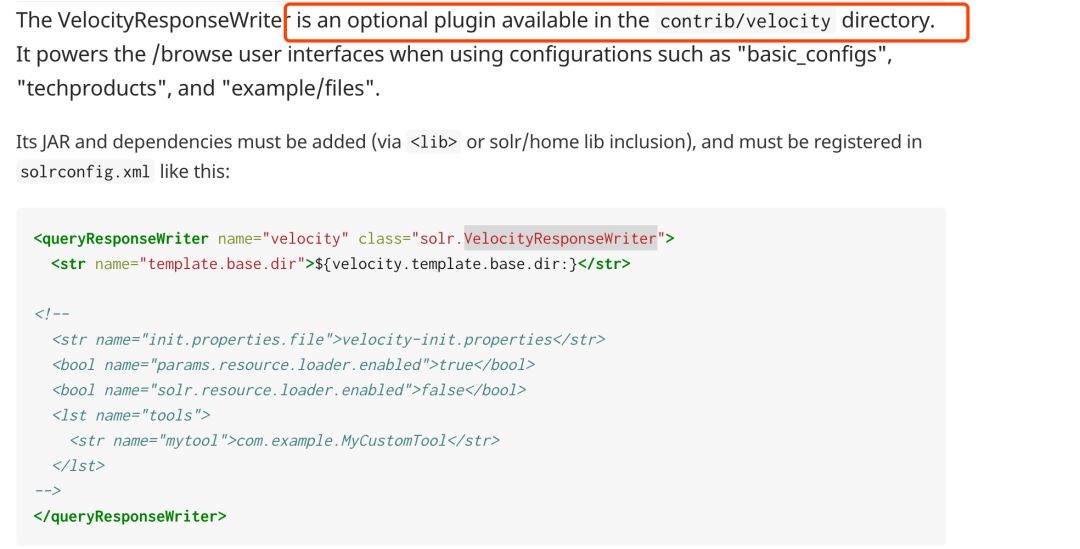 The VelocityResponseWriter is an optional plugin available in the contrib/velocity directory.
It powers the /browse user interfaces when using configurations such as "basic_configs",
"techproducts", and "example/files".
Its JAR and dependencies must be added (via <lib> or solr/home lib inclusion), and must be registered in
solrconfig.xml like this:
<queryResponseWriter name="velocity" class="solr.VelocityResponseWriter">
<str name="template.base.dir">${velocity.template.base.dir:}</str>
<!--
<str name="init.properties.file">velocity-init.properties</str>
<bool name="params.resource.loader.enabled">true</bool>
<bool name="solr.resource.loader.enabled">false</bool>
<lst name="tools">
<str name="mytool">com.example.MyCustomTool</str>
</lst>
-->
</queryResponseWriter>